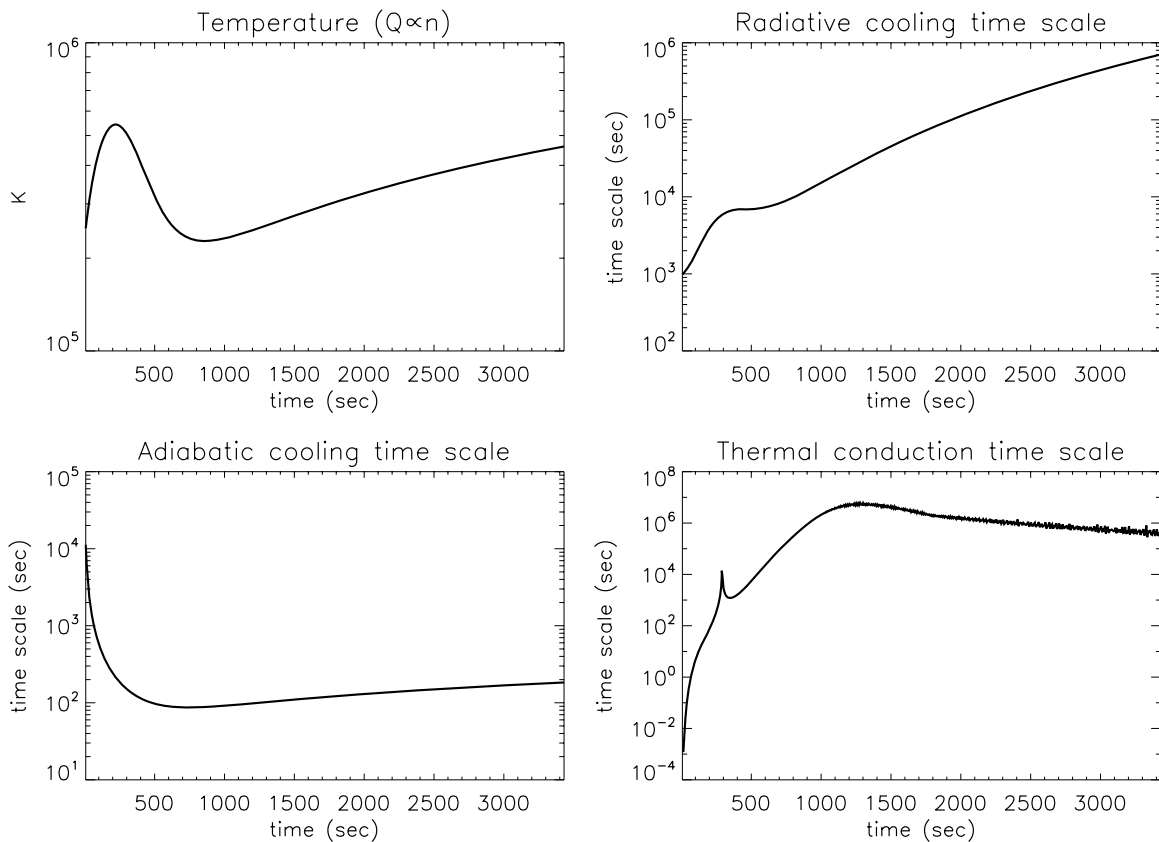 Temperature (Q∝n)
10⁶
K
10⁵
500 1000 1500 2000 2500 3000
time (sec)
Radiative cooling time scale
10⁶
10⁵
time scale (sec)
10⁴
10³
10²
500 1000 1500 2000 2500 3000
time (sec)
Adiabatic cooling time scale
10⁵
10⁴
time scale (sec)
10³
10²
10¹
500 1000 1500 2000 2500 3000
time (sec)
Thermal conduction time scale
10⁸
10⁶
10⁴
time scale (sec)
10²
10⁰
10⁻²
10⁻⁴
500 1000 1500 2000 2500 3000
time (sec)